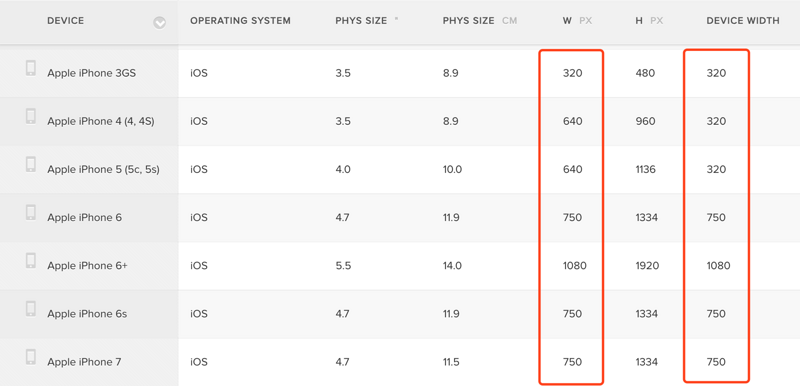 DEVICE OPERATING SYSTEM PHYS SIZE " PHYS SIZE CM W PX H PX DEVICE WIDTH
Apple iPhone 3GS iOS 3.5 8.9 320 480 320
Apple iPhone 4 (4, 4S) iOS 3.5 8.9 640 960 320
Apple iPhone 5 (5c, 5s) iOS 4.0 10.0 640 1136 320
Apple iPhone 6 iOS 4.7 11.9 750 1334 750
Apple iPhone 6+ iOS 5.5 14.0 1080 1920 1080
Apple iPhone 6s iOS 4.7 11.9 750 1334 750
Apple iPhone 7 iOS 4.7 11.5 750 1334 750